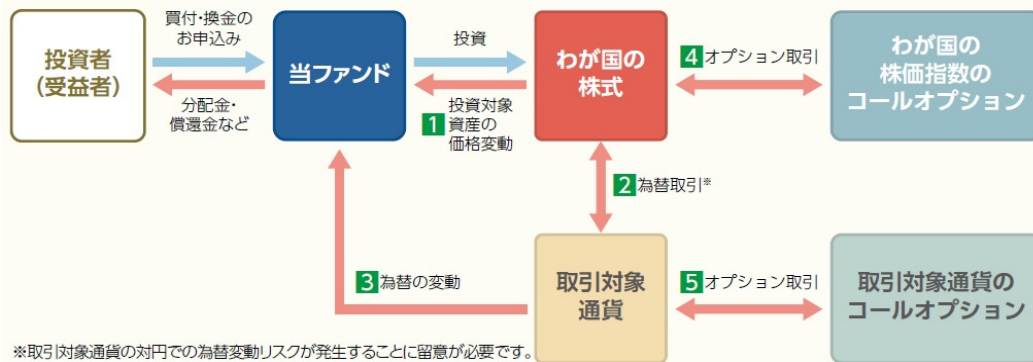 買付・換金の
お申込み
投資者
(受益者)
分配金・
償還金など
当ファンド
投資
1 投資対象
資産の
価格変動
わが国の
株式
4 オプション取引
わが国の
株価指数の
コールオプション
2 為替取引※
3 為替の変動
取引対象
通貨
5 オプション取引
取引対象通貨の
コールオプション
※取引対象通貨の対円での為替変動リスクが発生することに留意が必要です。